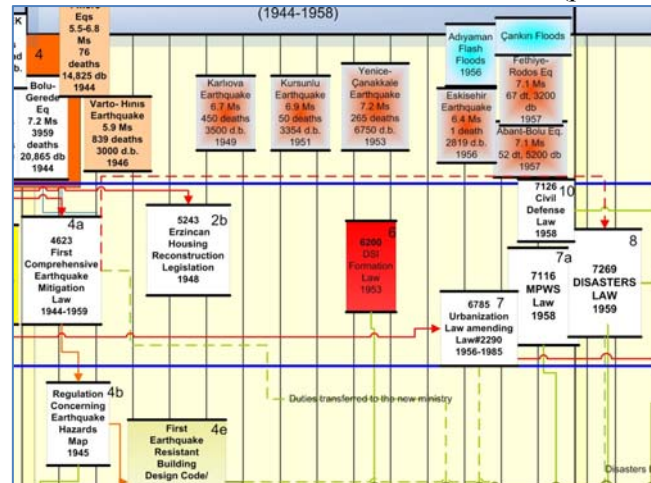 (1944-1958)
K
4
Eqs
5.5-6.8
Ms
76
deaths
14,825 db
1944
Bolu-
Gerede
Eq
7.2 Ms
3959
deaths
20,865 db
1944
Varto- Hınıs
Earthquake
5.9 Ms
839 deaths
3000 d.b.
1946
Karlıova
Earthquake
6.7 Ms
450 deaths
3500 d.b.
1949
Kursunlu
Earthquake
6.9 Ms
50 deaths
3354 d.b.
1951
Yenice-
Çanakkale
Earthquake
7.2 Ms
265 deaths
6750 d.b.
1953
Adıyaman
Flash
Floods
1956
Eskisehir
Earthquake
6.4 Ms
1 death
2819 d.b.
1956
Çankırı Floods
Fethiye-
Rodos Eq
7.1 Ms
67 dt, 3200
db
1957
Abant-Bolu Eq.
7.1 Ms
52 dt, 5200 db
1957
4a
4623
First
Comprehensive
Earthquake
Mitigation
Law
1944-1959
2b
5243
Erzincan
Housing
Reconstruction
Legislation
1948
6
6200
DSI
Formation
Law
1953
7
6785
Urbanization
Law amending
Law#2290
1956-1985
10
7126
Civil
Defense
Law
1958
7a
7116
MPWS
Law
1958
8
7269
DISASTERS
LAW
1959
4b
Regulation
Concerning
Earthquake
Hazards
Map
1945
4e
First
Earthquake
Resistant
Building
Design Code/
Duties transferred to the new ministry
Disasters